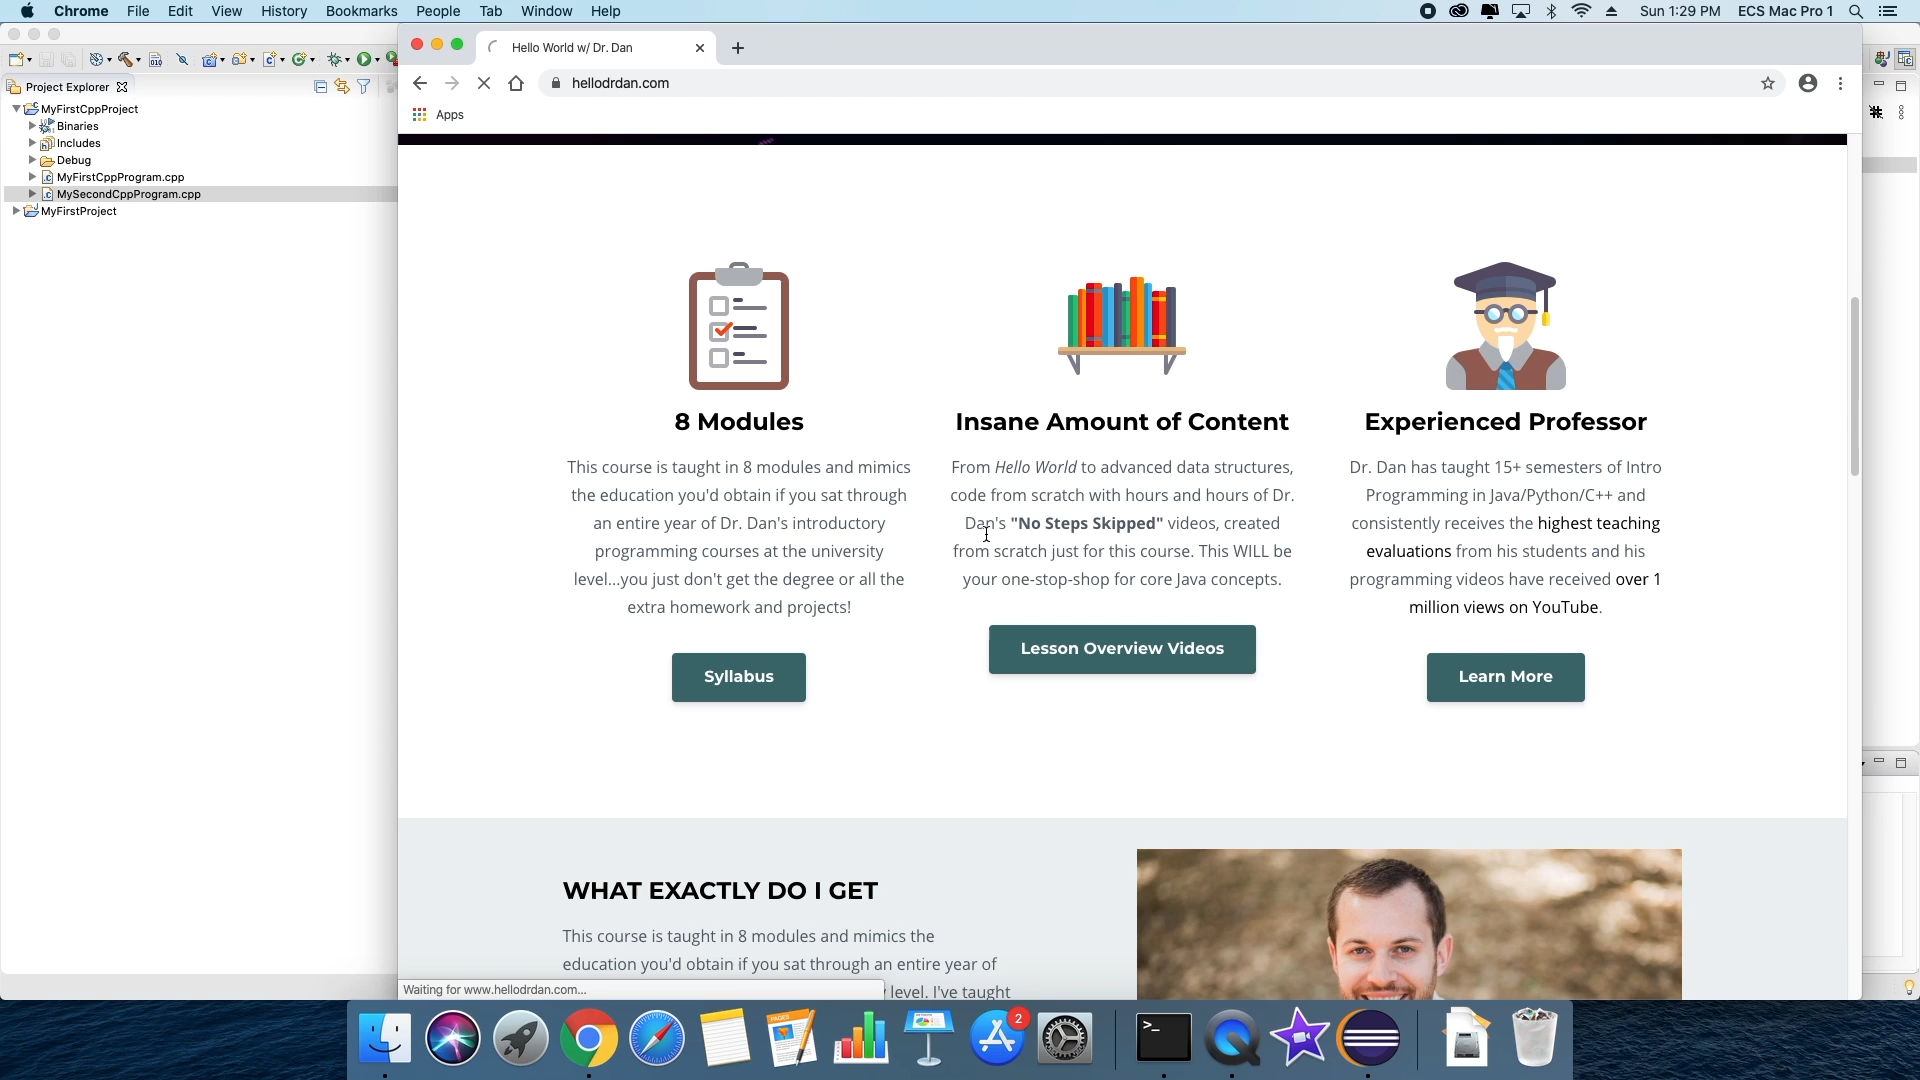 Chrome File Edit View History Bookmarks People Tab Window Help
Sun 1:29 PM ECS Mac Pro 1
Hello World w/ Dr. Dan
Project Explorer
hellodrdan.com
Apps
MyFirstCppProject
Binaries
Includes
Debug
MyFirstCppProgram.cpp
MySecondCppProgram.cpp
MyFirstProject
8 Modules
This course is taught in 8 modules and mimics
the education you'd obtain if you sat through
an entire year of Dr. Dan's introductory
programming courses at the university
level...you just don't get the degree or all the
extra homework and projects!
Syllabus
Insane Amount of Content
From Hello World to advanced data structures,
code from scratch with hours and hours of Dr.
Dan's "No Steps Skipped" videos, created
from scratch just for this course. This WILL be
your one-stop-shop for core Java concepts.
Lesson Overview Videos
Experienced Professor
Dr. Dan has taught 15+ semesters of Intro
Programming in Java/Python/C++ and
consistently receives the highest teaching
evaluations from his students and his
programming videos have received over 1
million views on YouTube.
Learn More
WHAT EXACTLY DO I GET
This course is taught in 8 modules and mimics the
education you'd obtain if you sat through an entire year of
level. I've taught
Waiting for www.hellodrdan.com...
PAGES
2
>_